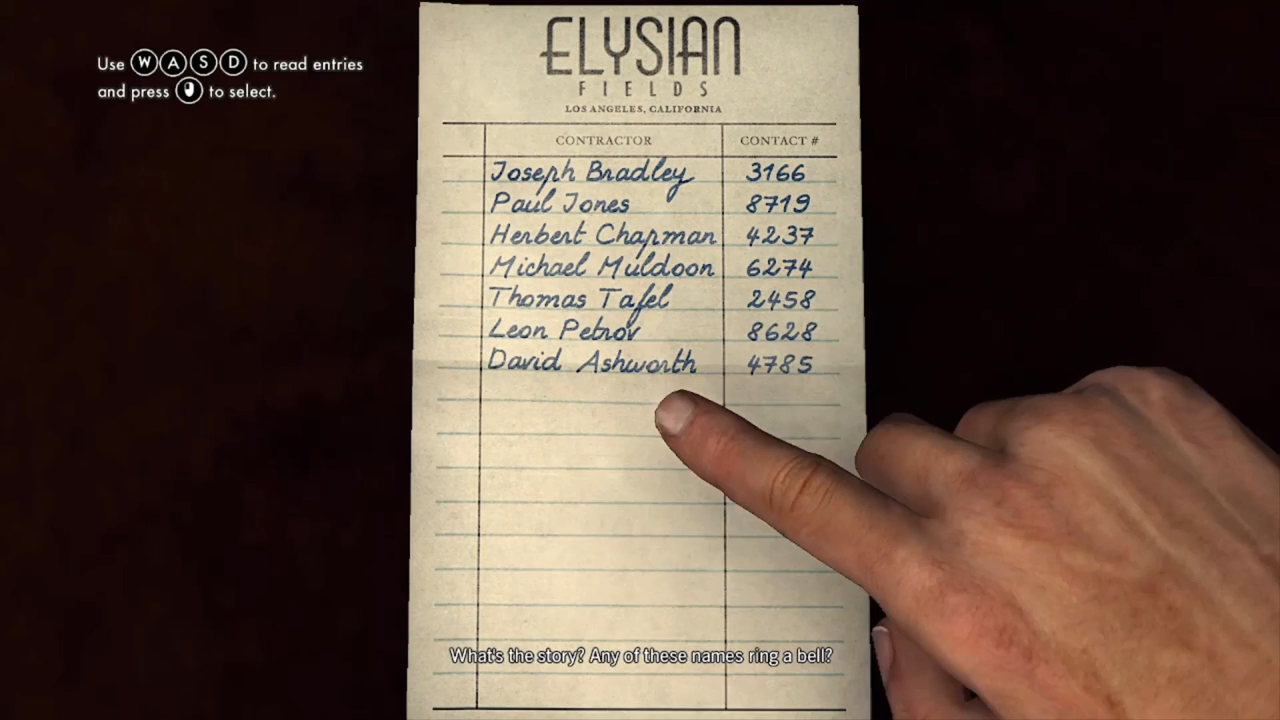 Use W A S D to read entries
and press to select.
ELYSIAN
FIELDS
LOS ANGELES, CALIFORNIA
CONTRACTOR CONTACT #
Joseph Bradley 3166
Paul Jones 8719
Herbert Chapman 4237
Michael Muldoon 6274
Thomas Tafel 2458
Leon Petrov 8628
David Ashworth 4785
What's the story? Any of these names ring a bell?